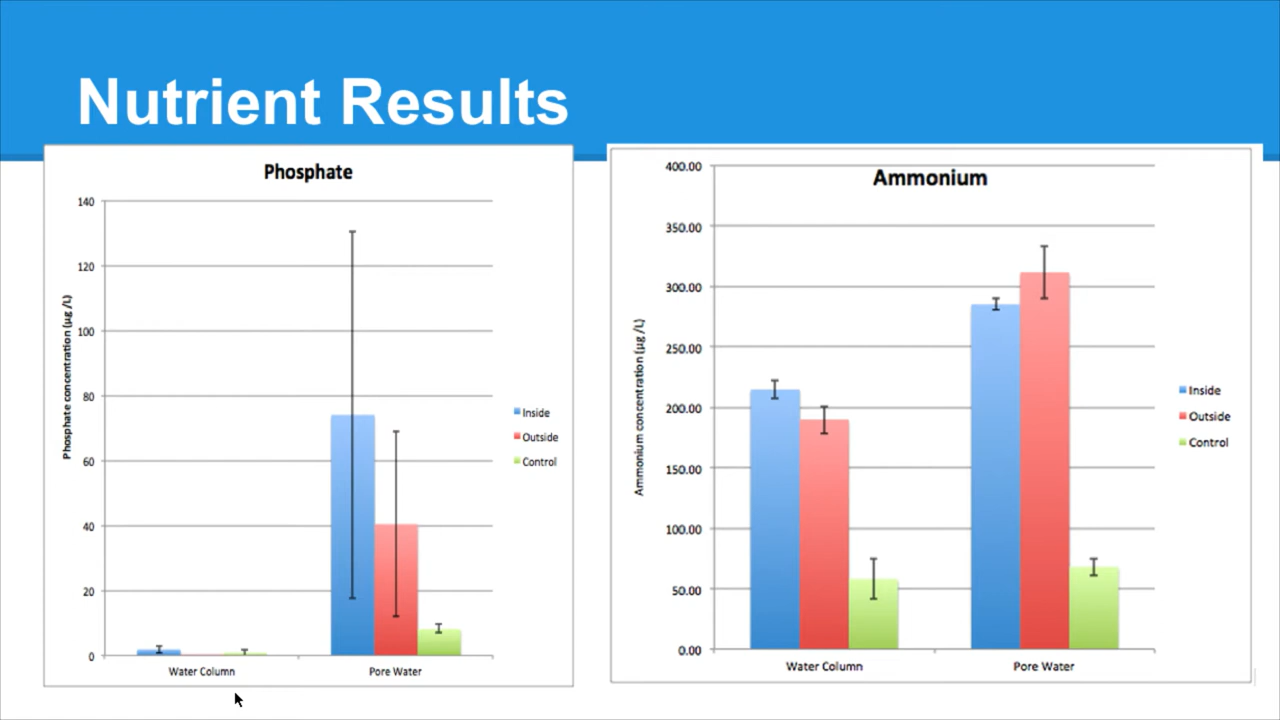 Nutrient Results
Phosphate
140
120
100
80
60
40
20
0
Phosphate concentration (µg /L)
Water Column
Pore Water
Inside
Outside
Control
Ammonium
400.00
350.00
300.00
250.00
200.00
150.00
100.00
50.00
0.00
Ammonium concentration (µg /L)
Water Column
Pore Water
Inside
Outside
Control